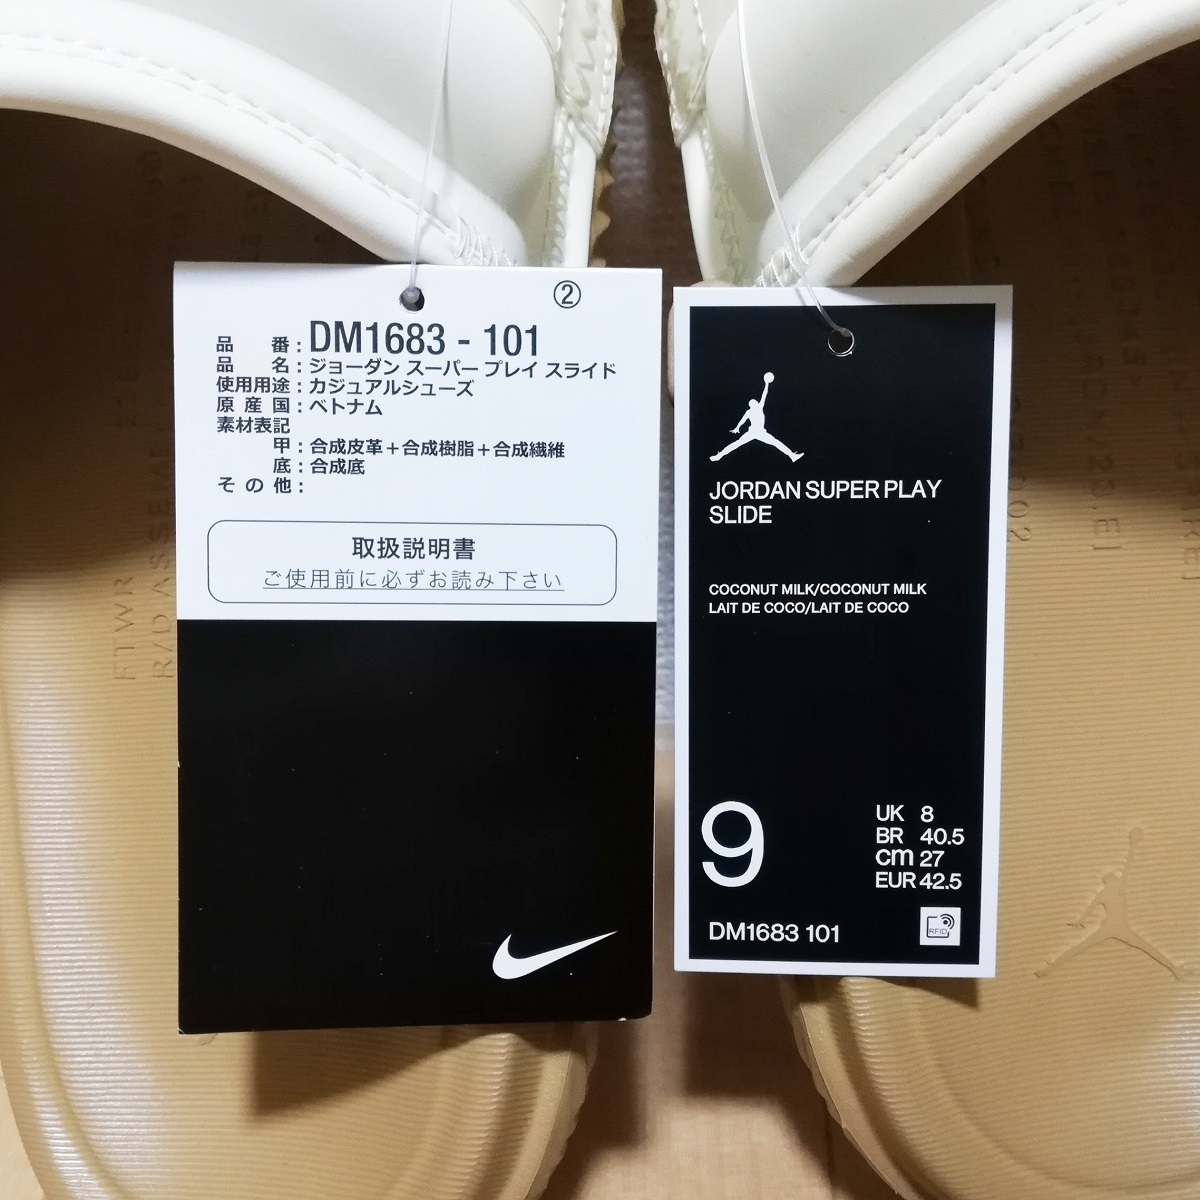 ②
品番：DM1683 - 101
品名：ジョーダン スーパー プレイ スライド
使用用途：カジュアルシューズ
原産国：ベトナム
素材表記
甲：合成皮革＋合成樹脂＋合成繊維
底：合成底
その他：
取扱説明書
ご使用前に必ずお読み下さい
JORDAN SUPER PLAY
SLIDE
COCONUT MILK/COCONUT MILK
LAIT DE COCO/LAIT DE COCO
9
UK 8
BR 40.5
cm 27
EUR 42.5
RFID
DM1683 101
FTWR